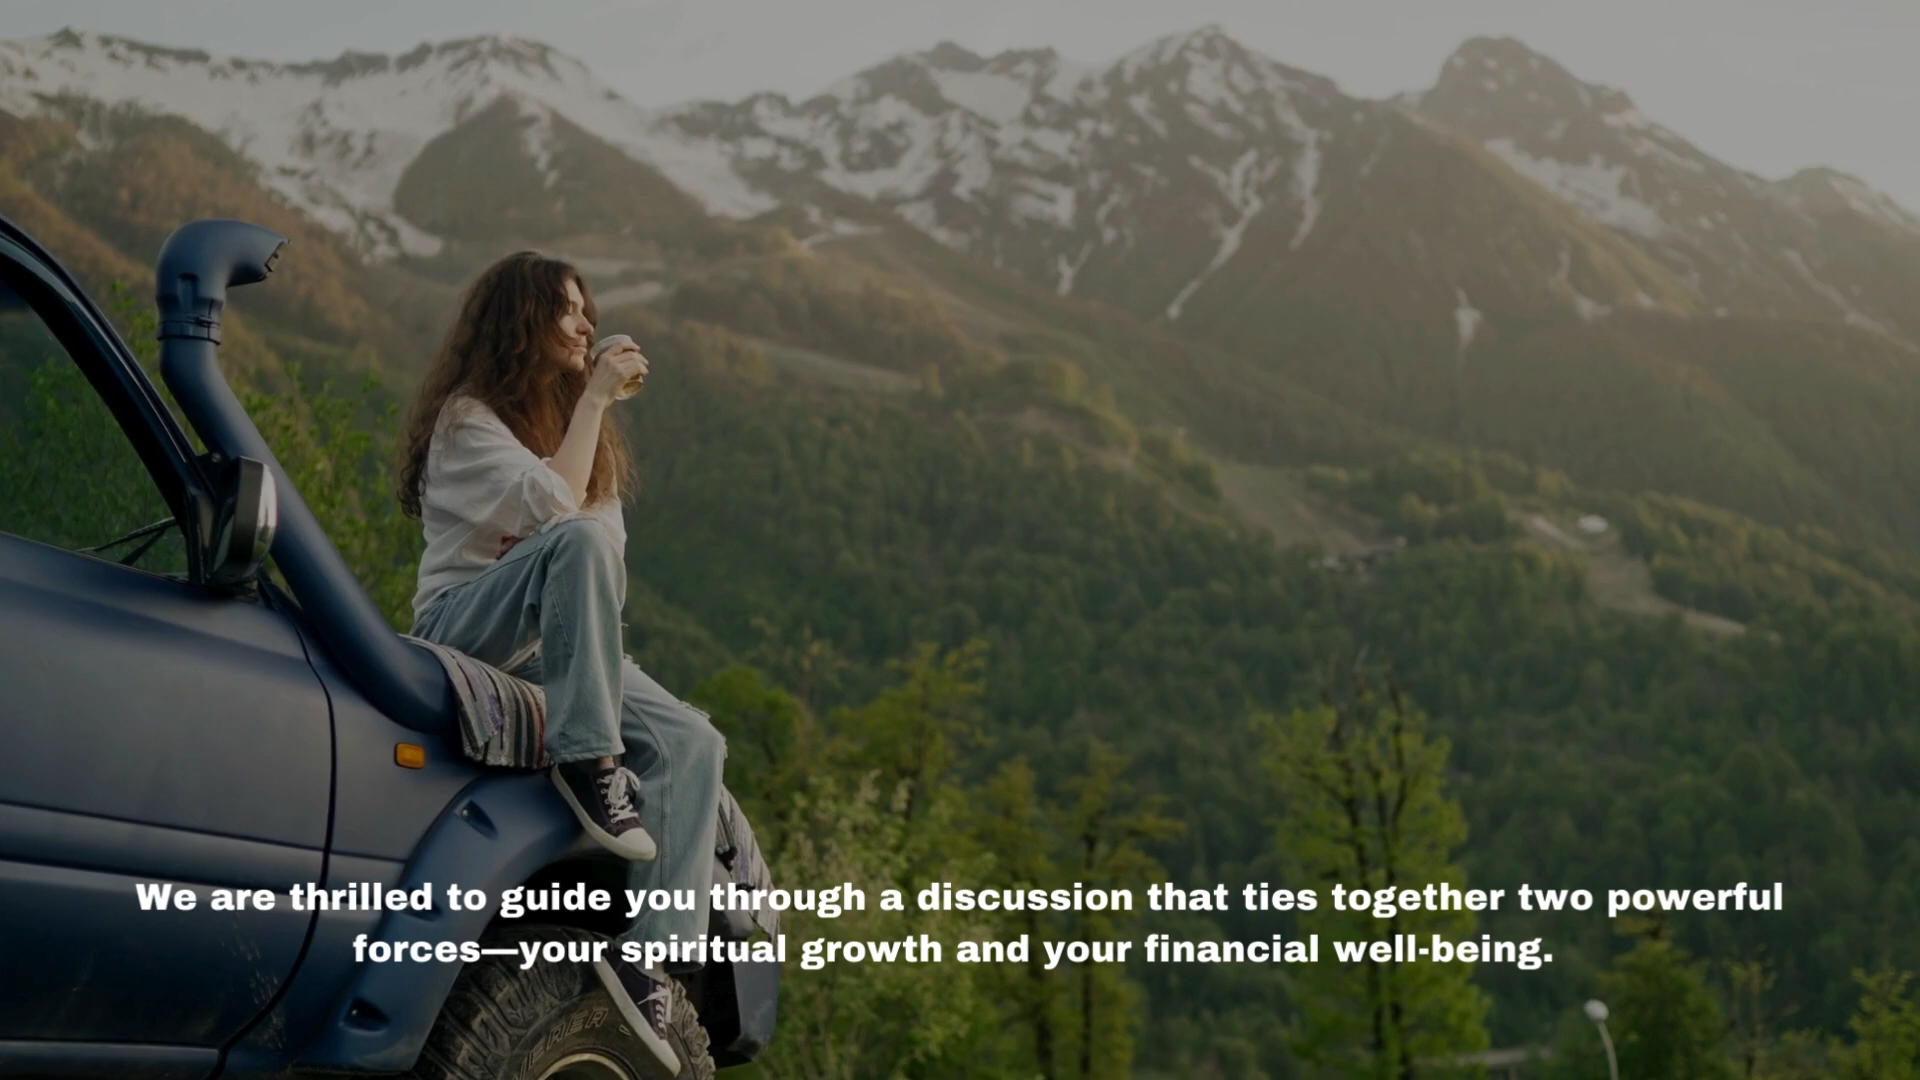 We are thrilled to guide you through a discussion that ties together two powerful
forces—your spiritual growth and your financial well-being.